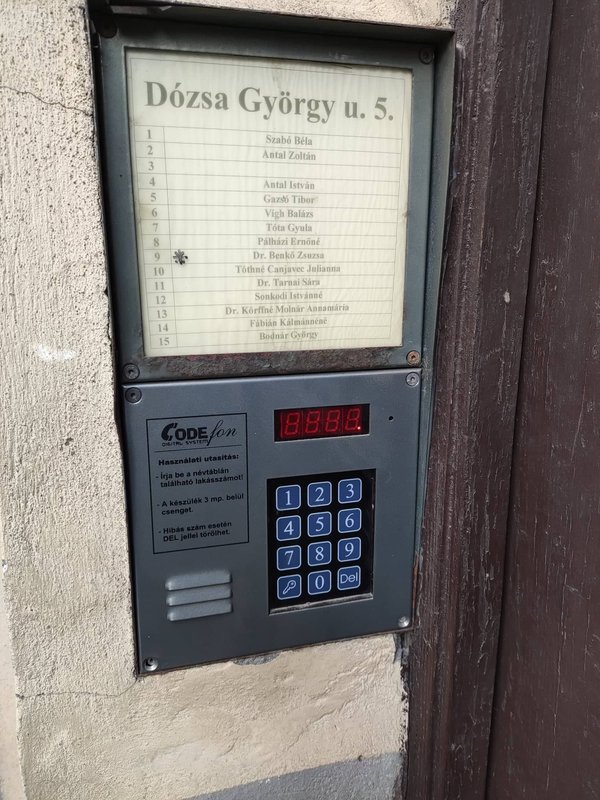 Dózsa György u. 5.
1 Szabó Béla
2 Antal Zoltán
3
4 Antal István
5 Gazsó Tibor
6 Vigh Balázs
7 Tóta Gyula
8 Pálházi Ernőné
9 Dr. Benkő Zsuzsa
10 Tóthné Canjavec Julianna
11 Dr. Tarnai Sára
12 Sonkodi Istvánné
13 Dr. Kőrffné Molnár Annamária
14 Fábián Kálmánnéné
15 Bodnár György
8888.
CODEfon
DIGITAL SYSTEM
Használati utasítás:
- Írja be a névtáblán
található lakásszámot!
- A készülék 3 mp. belül
csenget.
- Hibás szám esetén
DEL jellel törölhet.
1 2 3
4 5 6
7 8 9
0 Del